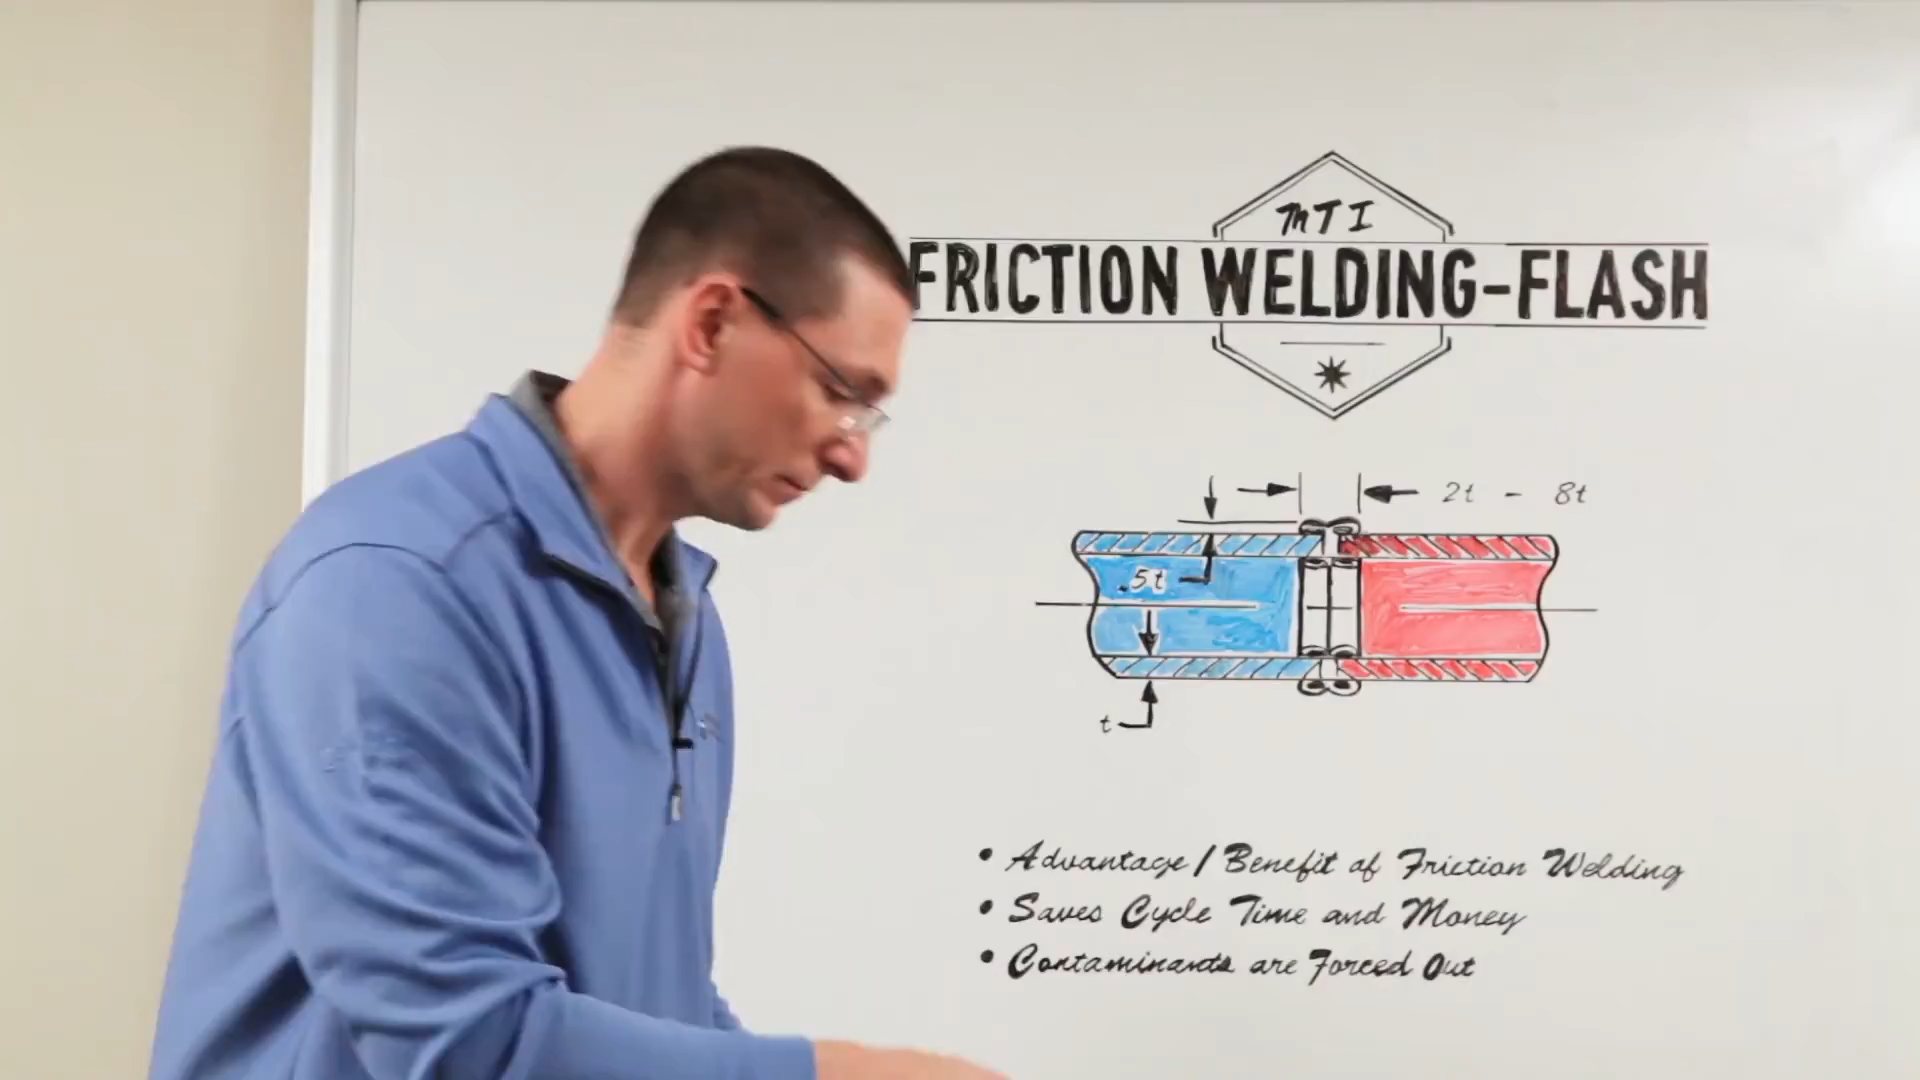 MTI
FRICTION WELDING-FLASH
2t - 8t
.5t
t
• Advantage / Benefit of Friction Welding
• Saves Cycle Time and Money
• Contaminants are Forced Out